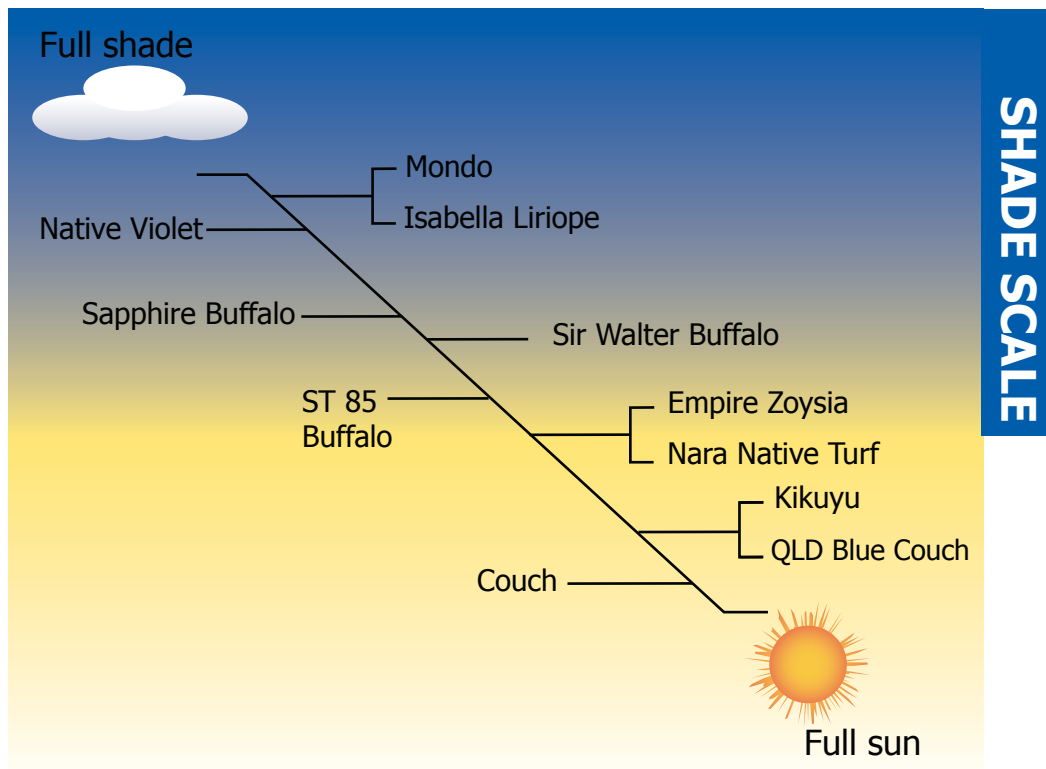 Full shade
SHADE SCALE
Mondo
Isabella Liriope
Native Violet
Sapphire Buffalo
Sir Walter Buffalo
ST 85
Buffalo
Empire Zoysia
Nara Native Turf
Kikuyu
QLD Blue Couch
Couch
Full sun